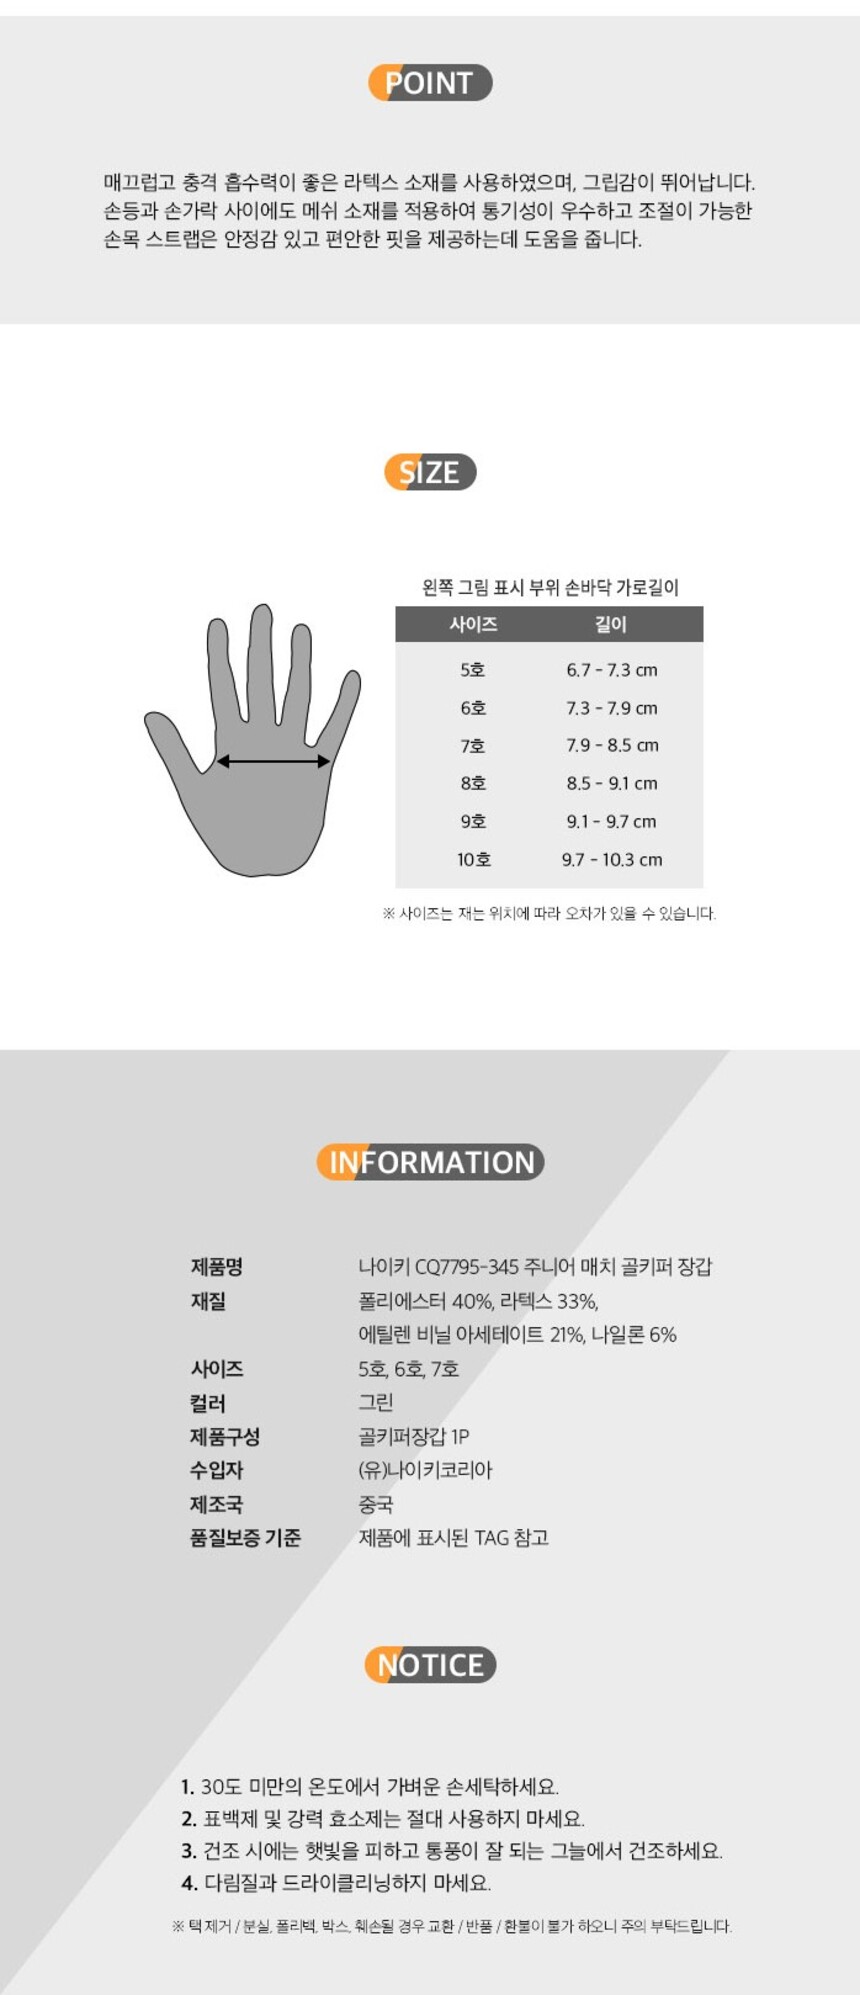 POINT
매끄럽고 충격 흡수력이 좋은 라텍스 소재를 사용하였으며, 그립감이 뛰어납니다.
손등과 손가락 사이에도 메쉬 소재를 적용하여 통기성이 우수하고 조절이 가능한
손목 스트랩은 안정감 있고 편안한 핏을 제공하는데 도움을 줍니다.
SIZE
왼쪽 그림 표시 부위 손바닥 가로길이
사이즈 길이
5호 6.7 - 7.3 cm
6호 7.3 - 7.9 cm
7호 7.9 - 8.5 cm
8호 8.5 - 9.1 cm
9호 9.1 - 9.7 cm
10호 9.7 - 10.3 cm
※ 사이즈는 재는 위치에 따라 오차가 있을 수 있습니다.
INFORMATION
제품명 나이키 CQ7795-345 주니어 매치 골키퍼 장갑
재질 폴리에스터 40%, 라텍스 33%,
에틸렌 비닐 아세테이트 21%, 나일론 6%
사이즈 5호, 6호, 7호
컬러 그린
제품구성 골키퍼장갑 1P
수입자 (유)나이키코리아
제조국 중국
품질보증 기준 제품에 표시된 TAG 참고
NOTICE
1. 30도 미만의 온도에서 가벼운 손세탁하세요.
2. 표백제 및 강력 효소제는 절대 사용하지 마세요.
3. 건조 시에는 햇빛을 피하고 통풍이 잘 되는 그늘에서 건조하세요.
4. 다림질과 드라이클리닝하지 마세요.
※ 택 제거 / 분실, 폴리백, 박스, 훼손될 경우 교환 / 반품 / 환불이 불가 하오니 주의 부탁드립니다.